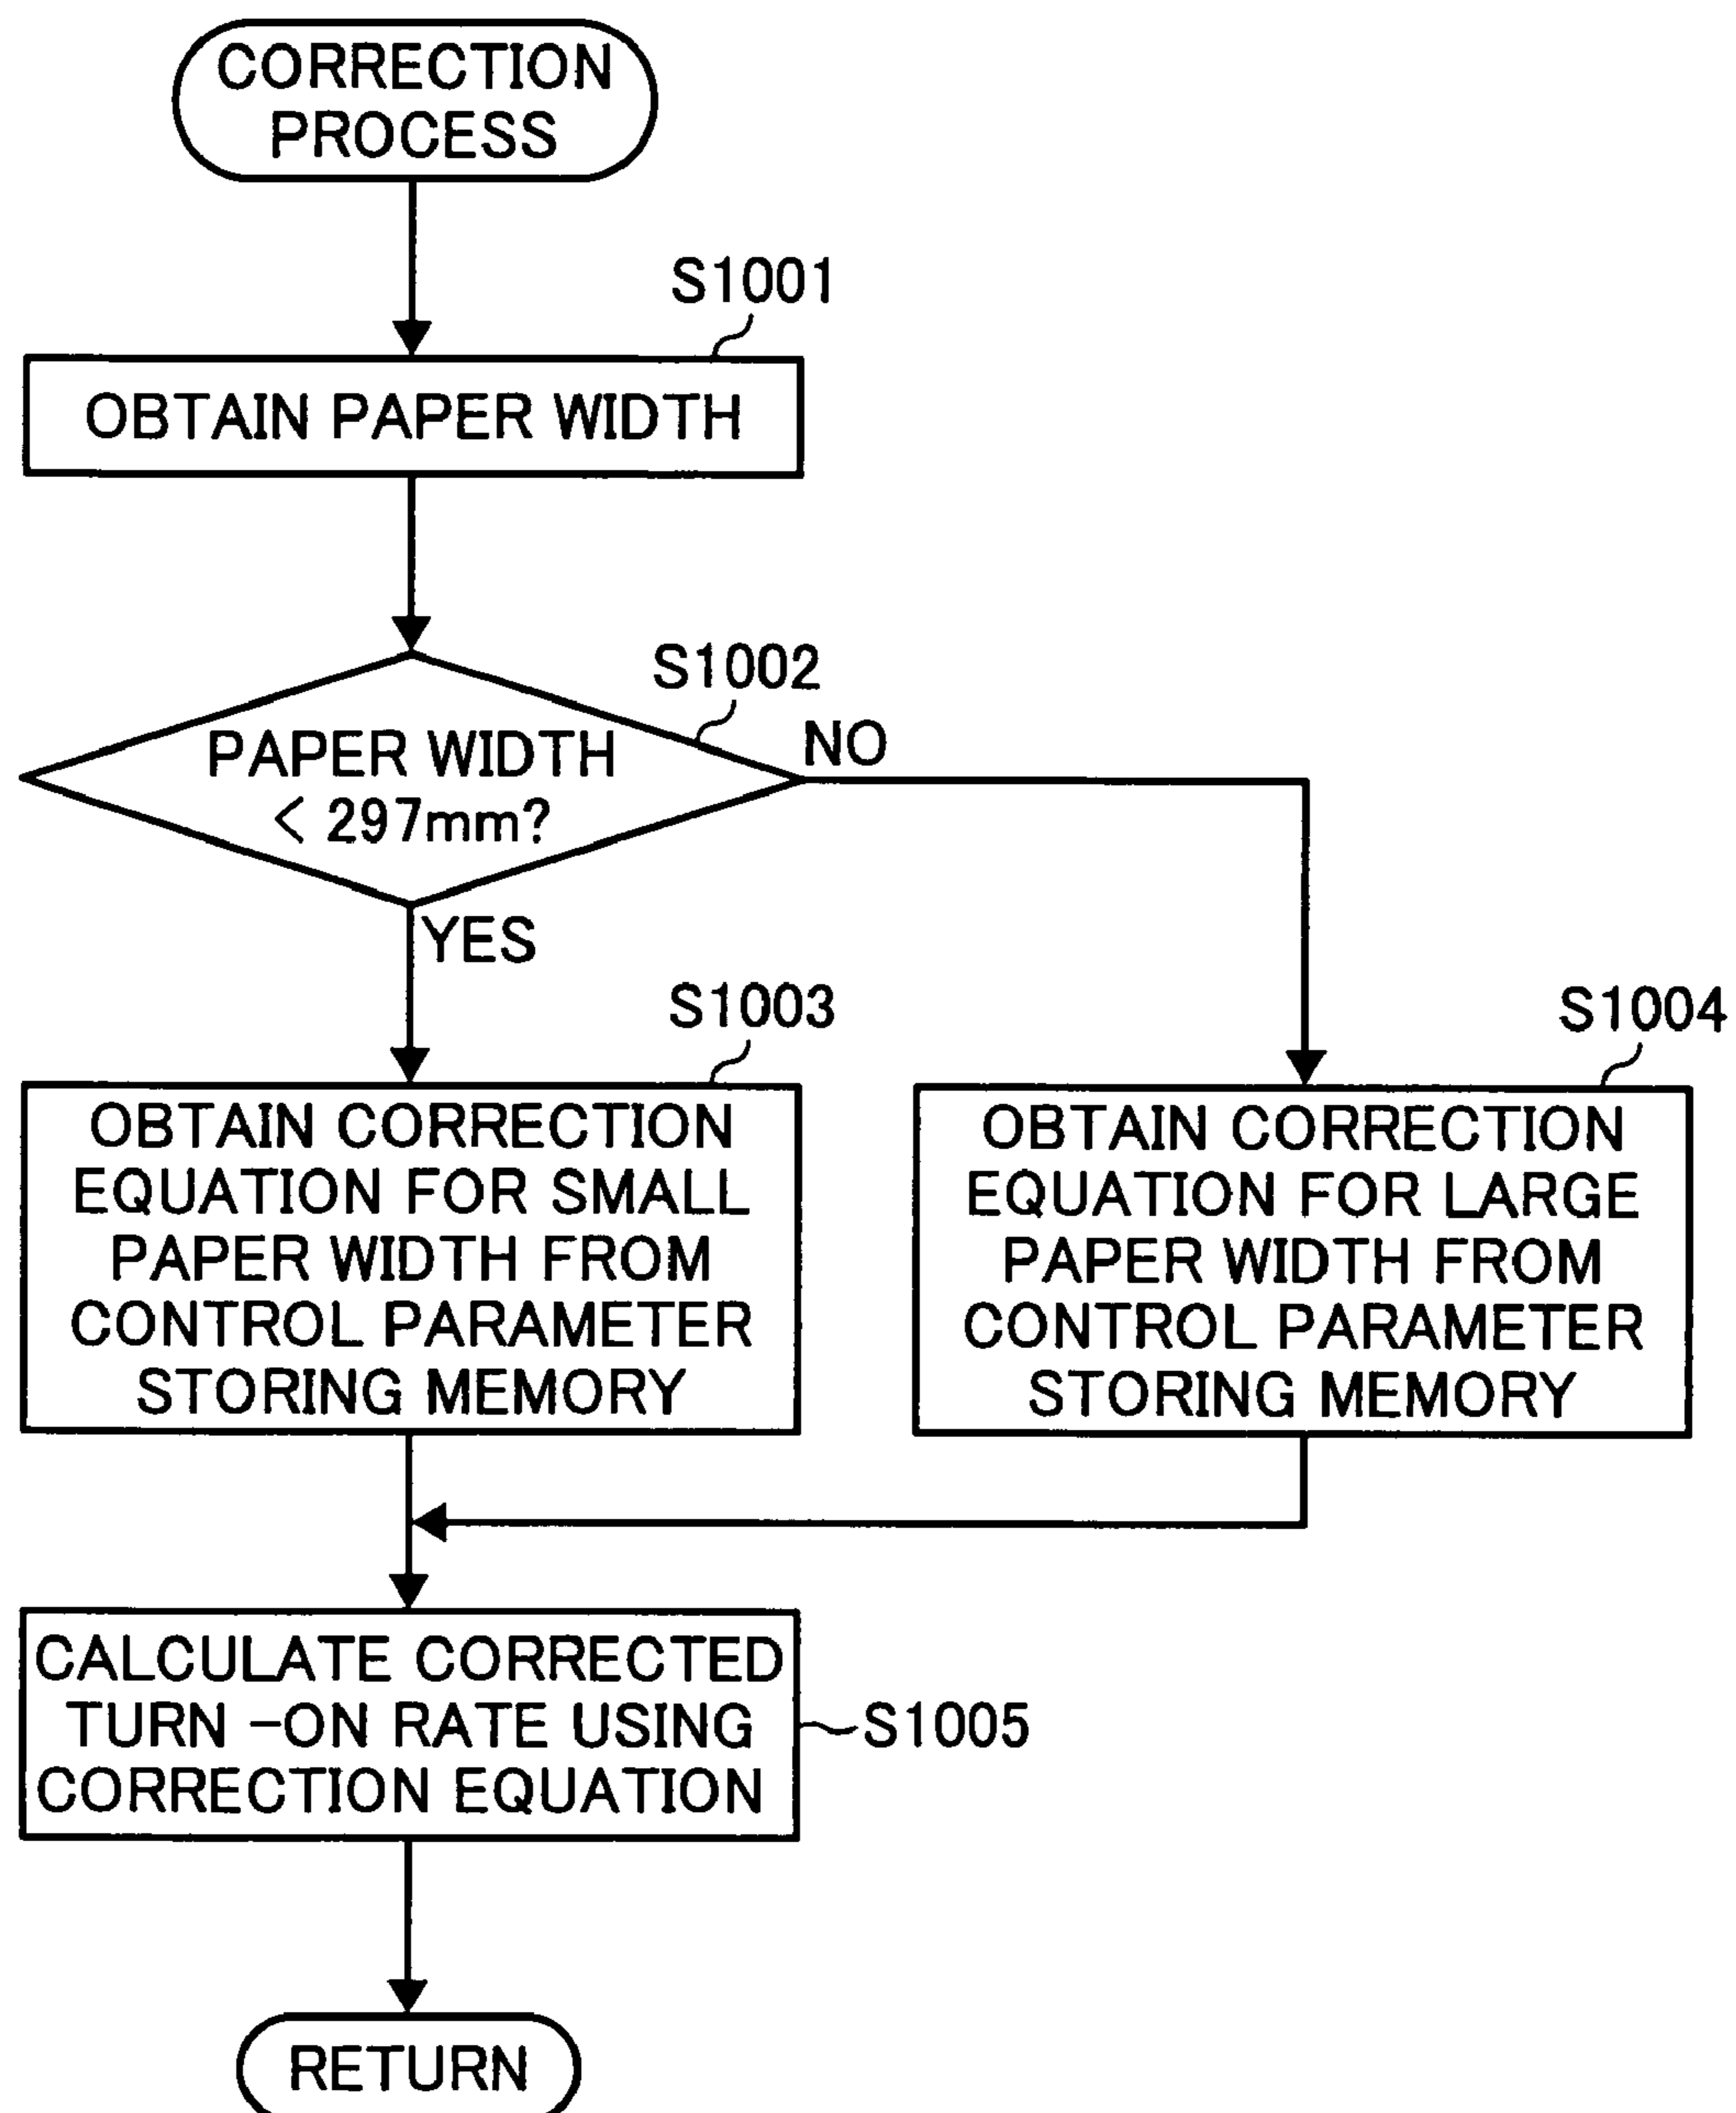 CORRECTION
PROCESS
S1001
OBTAIN PAPER WIDTH
S1002
PAPER WIDTH
< 297mm?
NO
YES
S1003
OBTAIN CORRECTION
EQUATION FOR SMALL
PAPER WIDTH FROM
CONTROL PARAMETER
STORING MEMORY
S1004
OBTAIN CORRECTION
EQUATION FOR LARGE
PAPER WIDTH FROM
CONTROL PARAMETER
STORING MEMORY
CALCULATE CORRECTED
TURN -ON RATE USING
CORRECTION EQUATION
S1005
RETURN